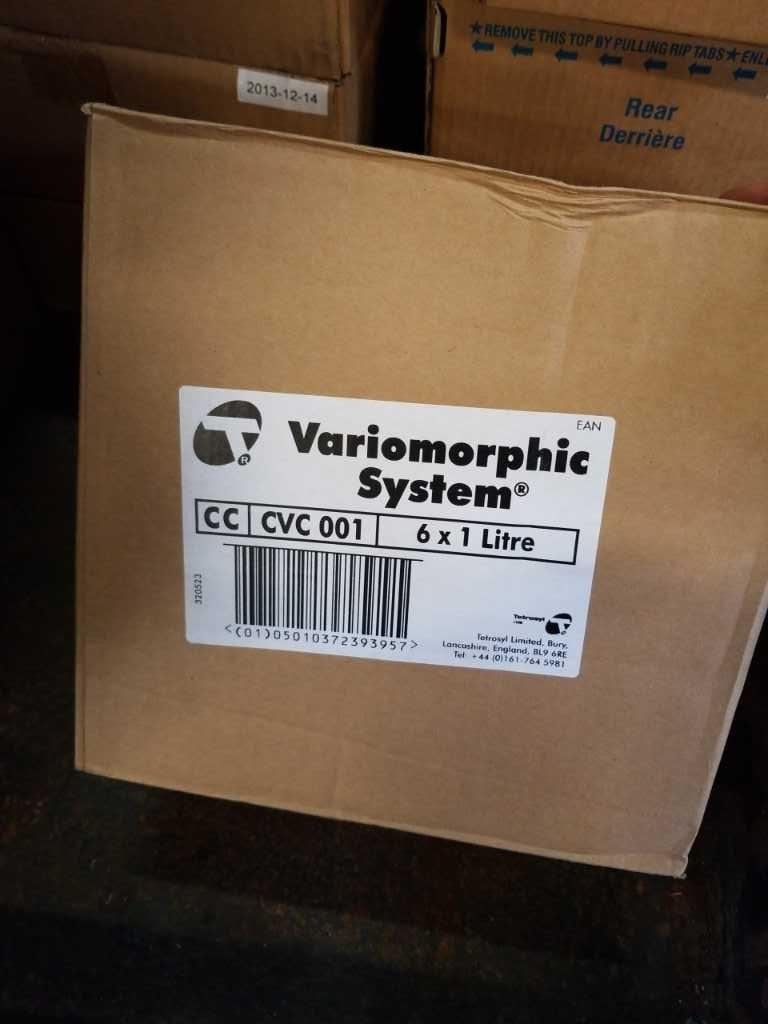 ★REMOVE THIS TOP BY PULLING RIP TABS★
2013-12-14
Rear
Derrière
EAN
T®
Variomorphic
System®
CC CVC 001 6 x 1 Litre
320523
<(01)05010372393957>
Tetrosyl
Tetrosyl Limited, Bury,
Lancashire, England, BL9 6RE
Tel: +44 (0)161-764 5981